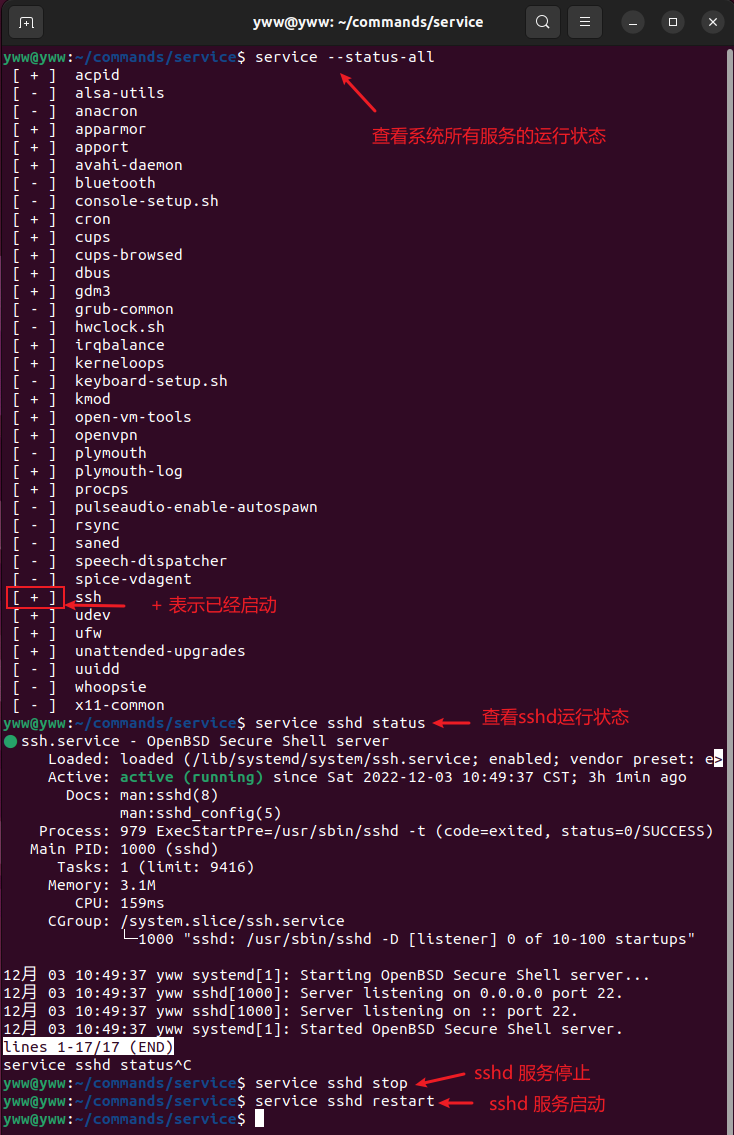 yww@yww: ~/commands/service
yww@yww:~/commands/service$ service --status-all
[ + ]  acpid
[ - ]  alsa-utils
[ - ]  anacron
[ + ]  apparmor
查看系统所有服务的运行状态
[ + ]  apport
[ + ]  avahi-daemon
[ - ]  bluetooth
[ - ]  console-setup.sh
[ + ]  cron
[ + ]  cups
[ + ]  cups-browsed
[ + ]  dbus
[ + ]  gdm3
[ - ]  grub-common
[ - ]  hwclock.sh
[ + ]  irqbalance
[ + ]  kerneloops
[ - ]  keyboard-setup.sh
[ + ]  kmod
[ + ]  open-vm-tools
[ + ]  openvpn
[ - ]  plymouth
[ + ]  plymouth-log
[ + ]  procps
[ - ]  pulseaudio-enable-autospawn
[ - ]  rsync
[ - ]  saned
[ - ]  speech-dispatcher
[ - ]  spice-vdagent
[ + ]  ssh
+ 表示已经启动
[ + ]  udev
[ + ]  ufw
[ + ]  unattended-upgrades
[ - ]  uuidd
[ - ]  whoopsie
[ - ]  x11-common
yww@yww:~/commands/service$ service sshd status
查看sshd运行状态
ssh.service - OpenBSD Secure Shell server
Loaded: loaded (/lib/systemd/system/ssh.service; enabled; vendor preset: e>
Active: active (running) since Sat 2022-12-03 10:49:37 CST; 3h 1min ago
Docs: man:sshd(8)
man:sshd_config(5)
Process: 979 ExecStartPre=/usr/sbin/sshd -t (code=exited, status=0/SUCCESS)
Main PID: 1000 (sshd)
Tasks: 1 (limit: 9416)
Memory: 3.1M
CPU: 159ms
CGroup: /system.slice/ssh.service
└─1000 "sshd: /usr/sbin/sshd -D [listener] 0 of 10-100 startups"
12月 03 10:49:37 yww systemd[1]: Starting OpenBSD Secure Shell server...
12月 03 10:49:37 yww sshd[1000]: Server listening on 0.0.0.0 port 22.
12月 03 10:49:37 yww sshd[1000]: Server listening on :: port 22.
12月 03 10:49:37 yww systemd[1]: Started OpenBSD Secure Shell server.
lines 1-17/17 (END)
service sshd status^C
yww@yww:~/commands/service$ service sshd stop
sshd 服务停止
yww@yww:~/commands/service$ service sshd restart
sshd 服务启动
yww@yww:~/commands/service$